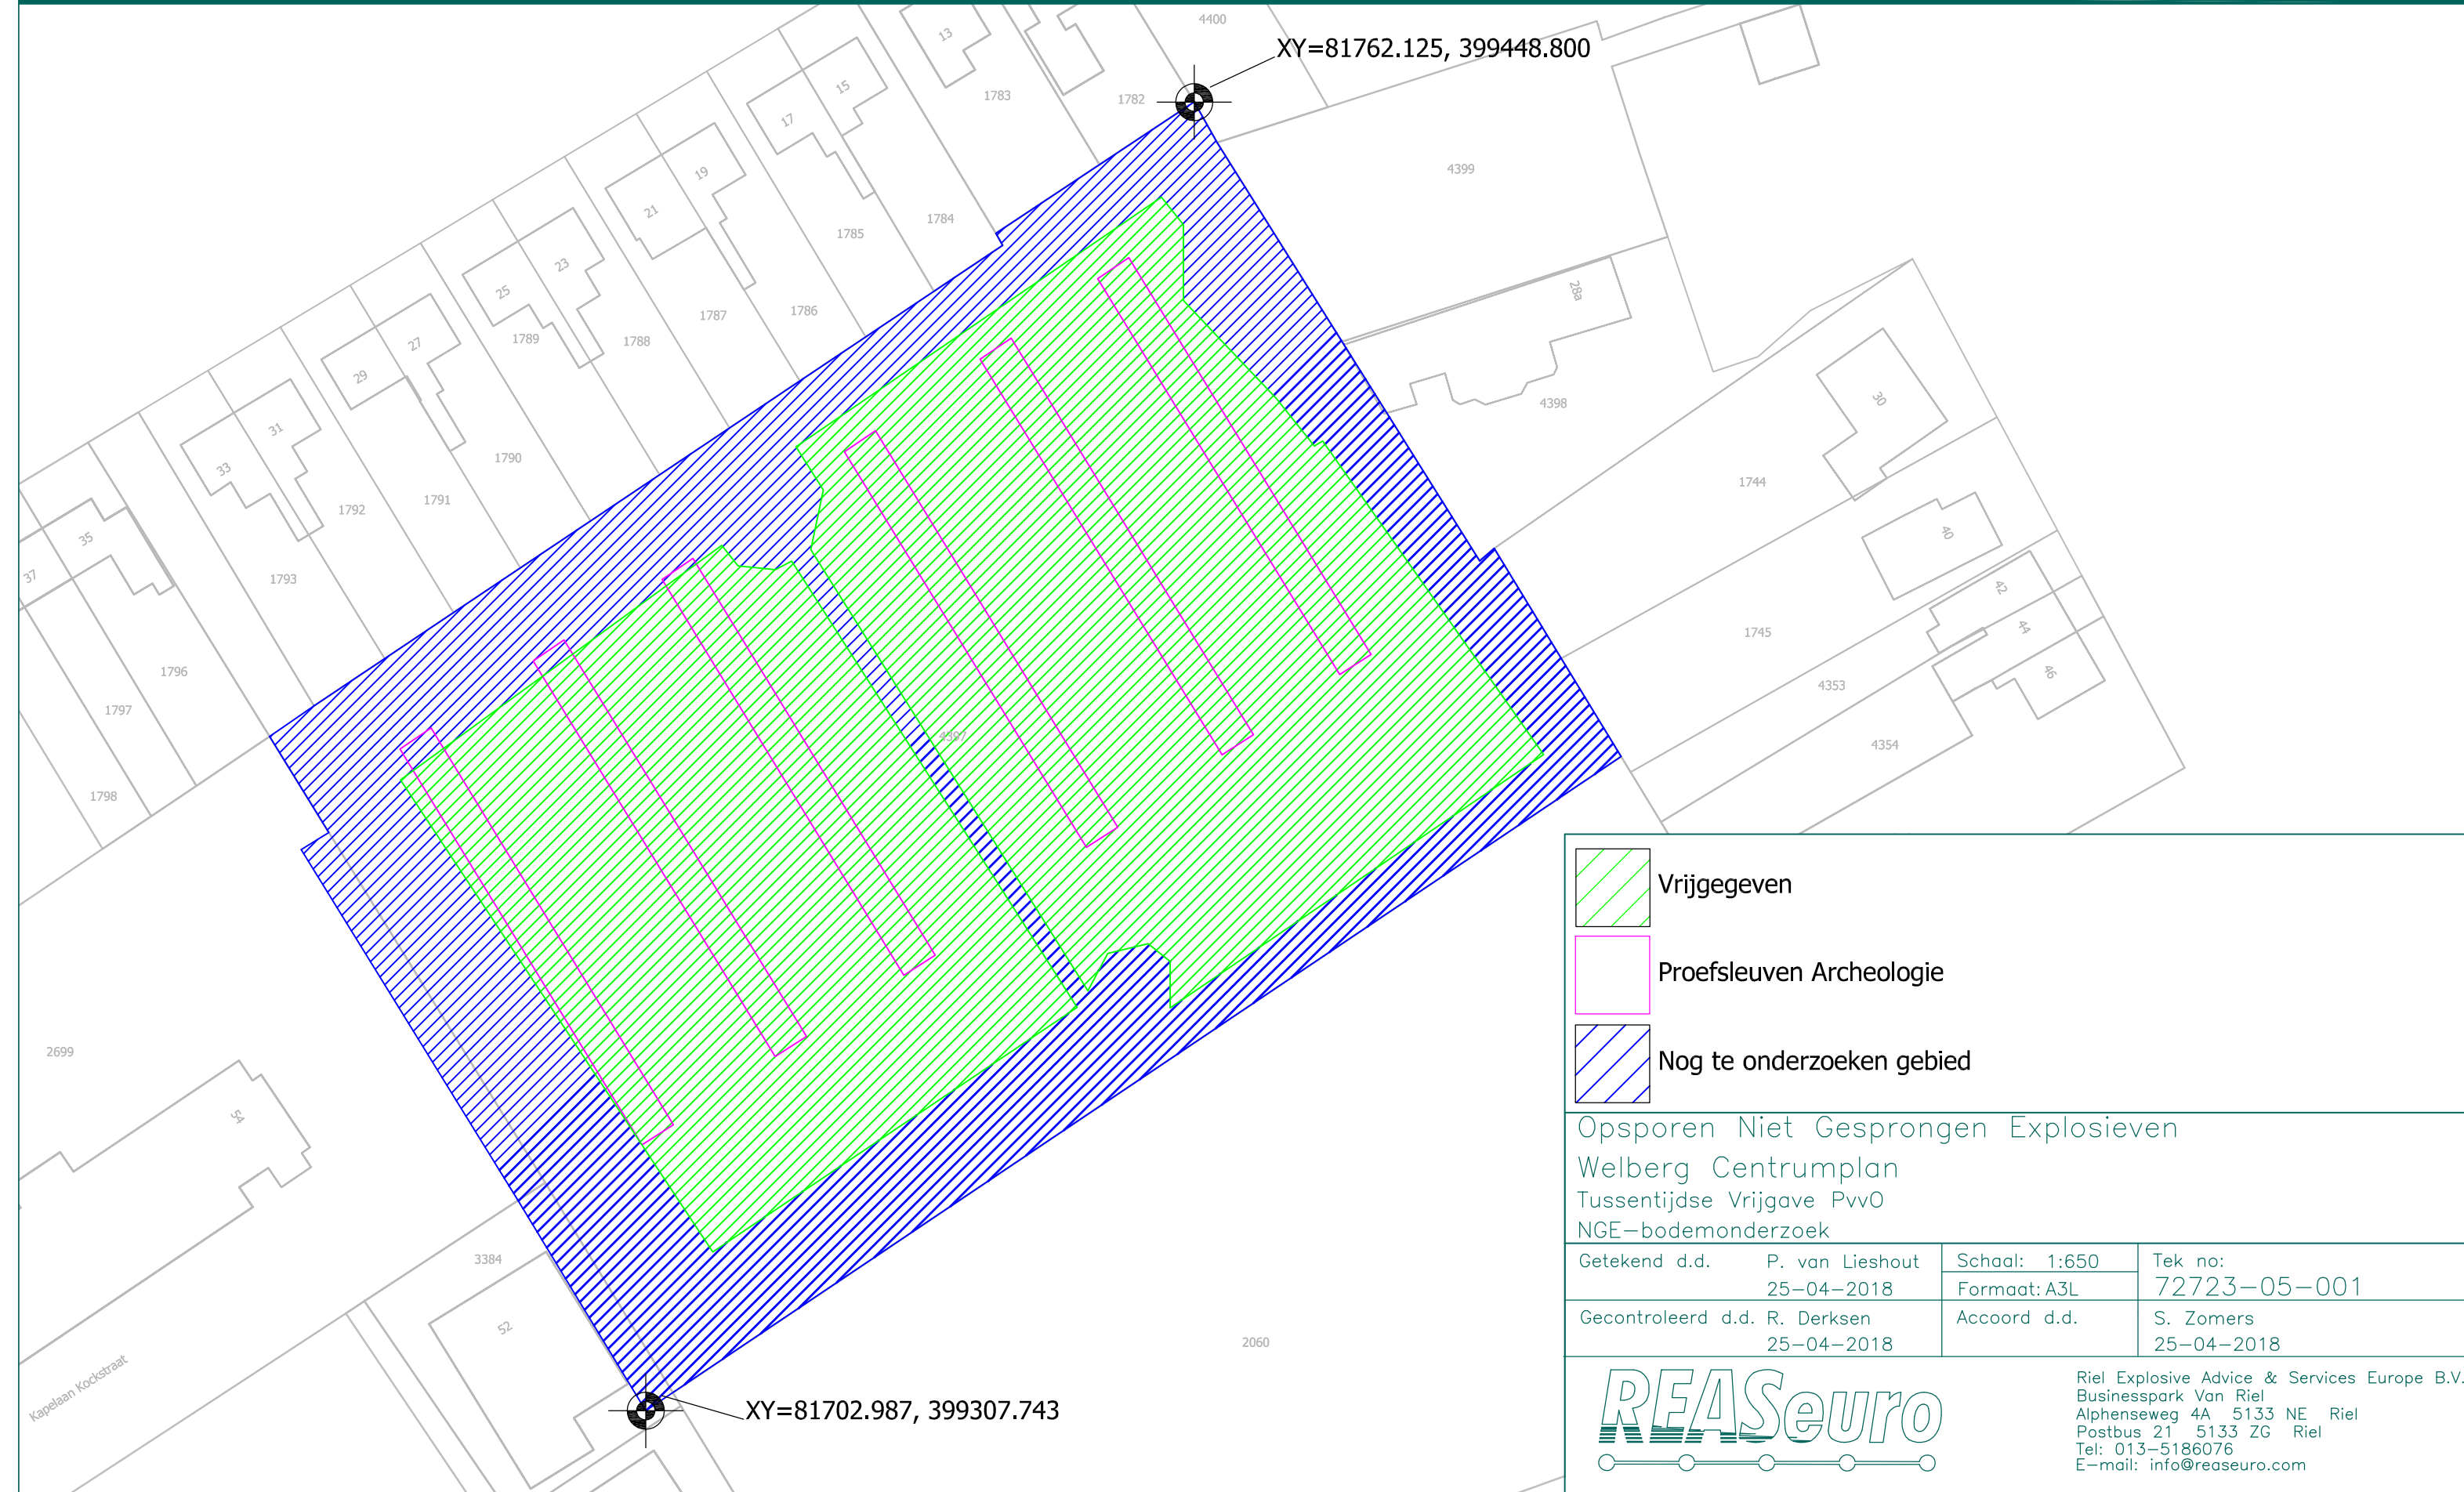 4400
13
XY=81762.125, 399448.800
15
1783
1782
17
4399
19
21
1784
1785
23
25
28a
1786
1787
27
1789
1788
29
30
4398
31
33
1790
1744
1791
1792
35
40
37
1793
42
44
1745
46
1796
4353
1797
4397
4354
1798
Vrijgegeven
Proefsleuven Archeologie
2699
Nog te onderzoeken gebied
54
Opsporen Niet Gesprongen Explosieven
Welberg Centrumplan
Tussentijdse Vrijgave PvvO
NGE-bodemonderzoek
3384
Getekend d.d. P. van Lieshout
25-04-2018
Schaal: 1:650
Formaat: A3L
Tek no:
72723-05-001
Gecontroleerd d.d. R. Derksen
25-04-2018
Accoord d.d.
S. Zomers
25-04-2018
52
2060
Kapelaan Kockstraat
XY=81702.987, 399307.743
REASeuro
Riel Explosive Advice & Services Europe B.V.
Businesspark Van Riel
Alphenseweg 4A 5133 NE Riel
Postbus 21 5133 ZG Riel
Tel: 013-5186076
E-mail: info@reaseuro.com